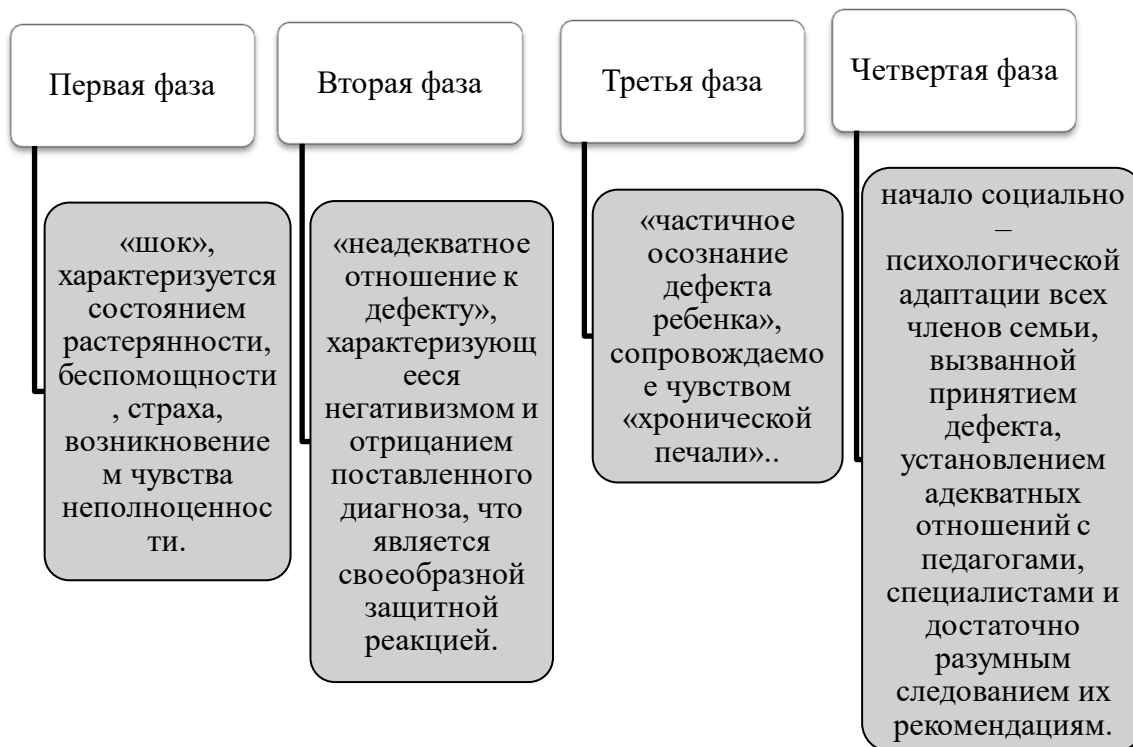 Первая фаза
«шок»,
характеризуется
состоянием
растерянности,
беспомощности
, страха,
возникновение
м чувства
неполноценнос
ти.
Вторая фаза
«неадекватное
отношение к
дефекту»,
характеризующ
ееся
негативизмом и
отрицанием
поставленного
диагноза, что
является
своеобразной
защитной
реакцией.
Третья фаза
«частичное
осознание
дефекта
ребенка»,
сопровождаемо
е чувством
«хронической
печали»..
Четвертая фаза
начало социально
–
психологической
адаптации всех
членов семьи,
вызванной
принятием
дефекта,
установлением
адекватных
отношений с
педагогами,
специалистами и
достаточно
разумным
следованием их
рекомендациям.